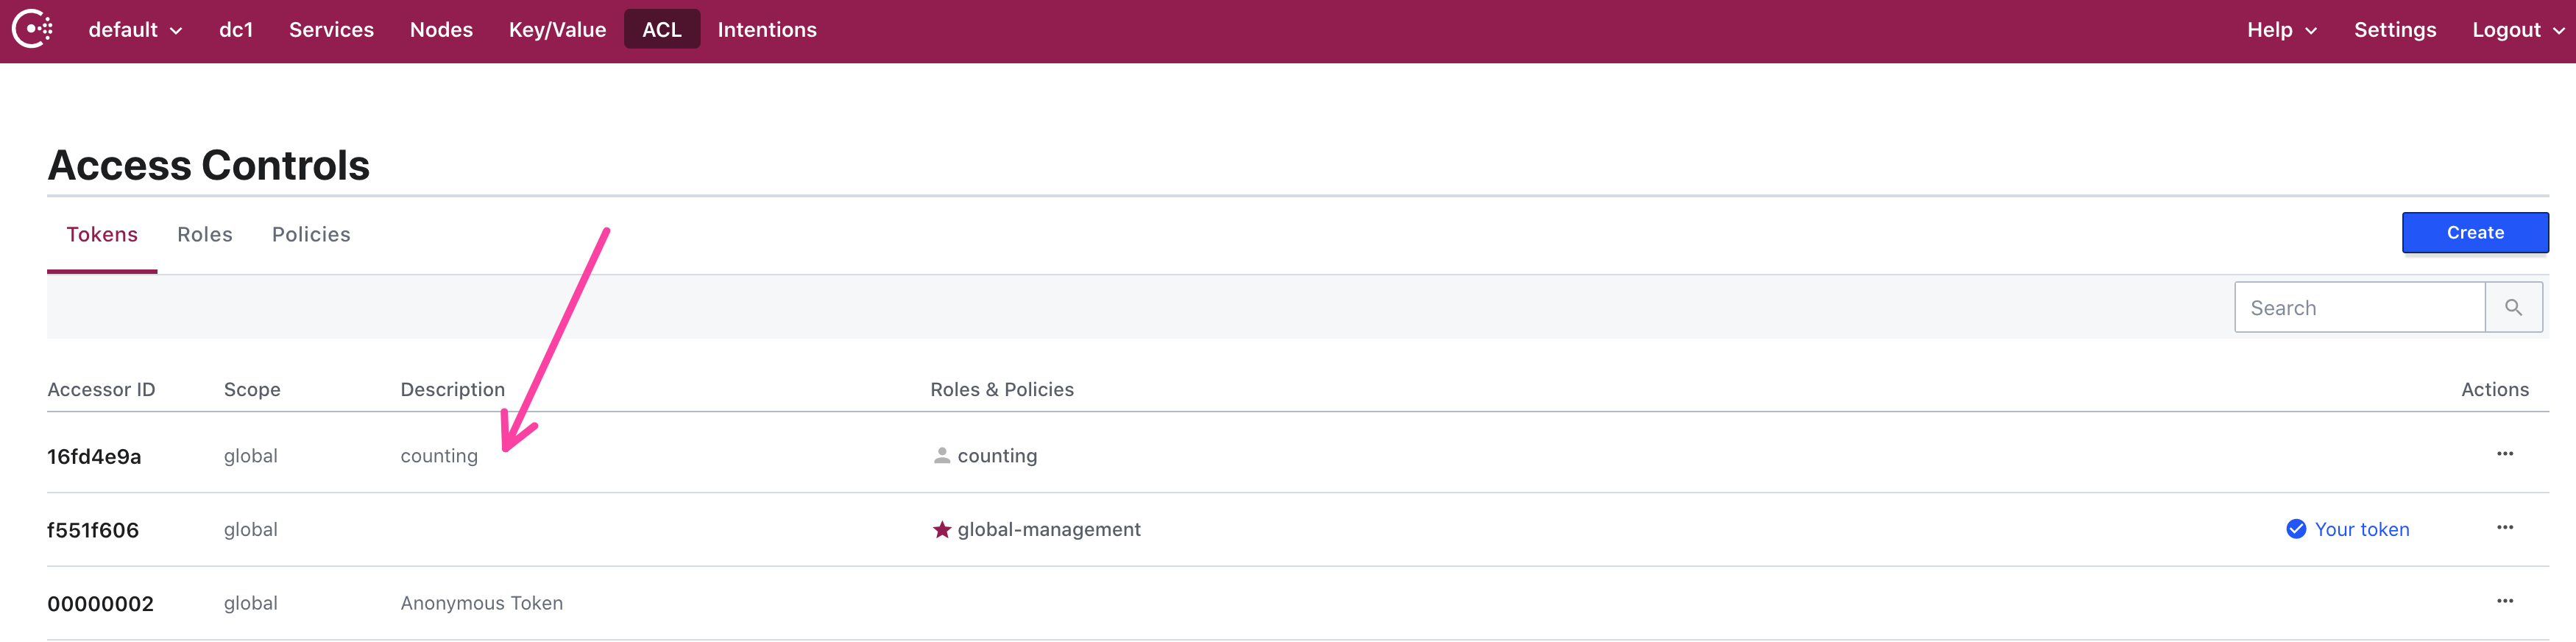 default dc1 Services Nodes Key/Value ACL Intentions Help Settings Logout
Access Controls
Tokens Roles Policies Create
Search
Accessor ID Scope Description Roles & Policies Actions
16fd4e9a global counting counting
f551f606 global global-management Your token
00000002 global Anonymous Token